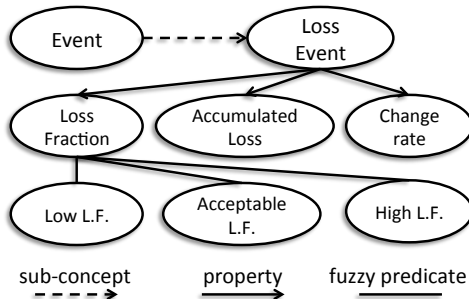 Event
Loss
Event
Loss
Fraction
Accumulated
Loss
Change
rate
Low L.F.
Acceptable
L.F.
High L.F.
sub-concept
property
fuzzy predicate